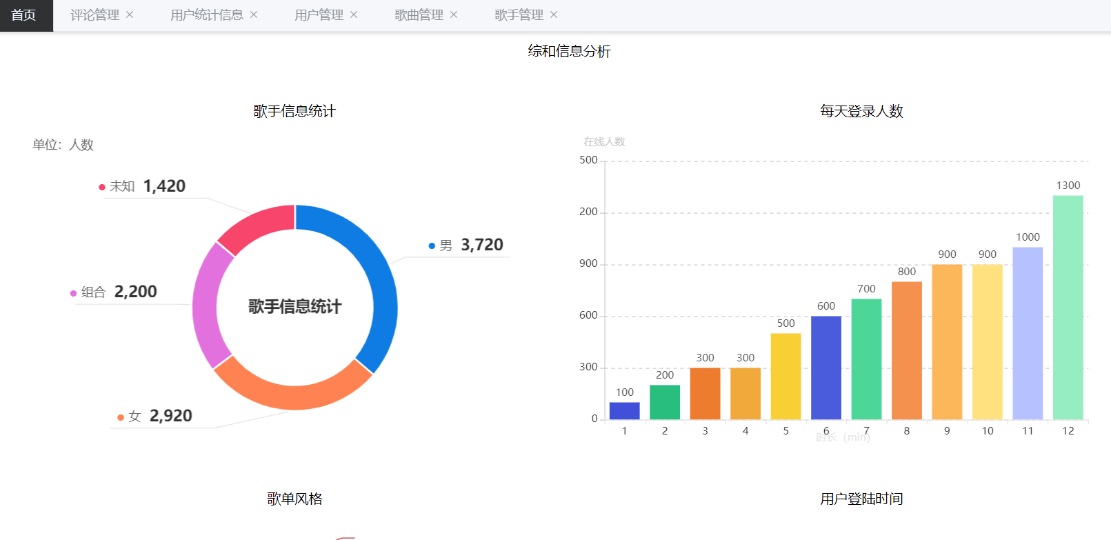 首页 评论管理 × 用户统计信息 × 用户管理 × 歌曲管理 × 歌手管理 ×
综和信息分析
歌手信息统计
单位：人数
未知 1,420
男 3,720
组合 2,200
歌手信息统计
女 2,920
每天登录人数
在线人数
500
200
900
600
300
0
100
200
300
300
500
600
700
800
900
900
1000
1300
1 2 3 4 5 6 7 8 9 10 11 12
时长（min）
歌单风格
用户登陆时间